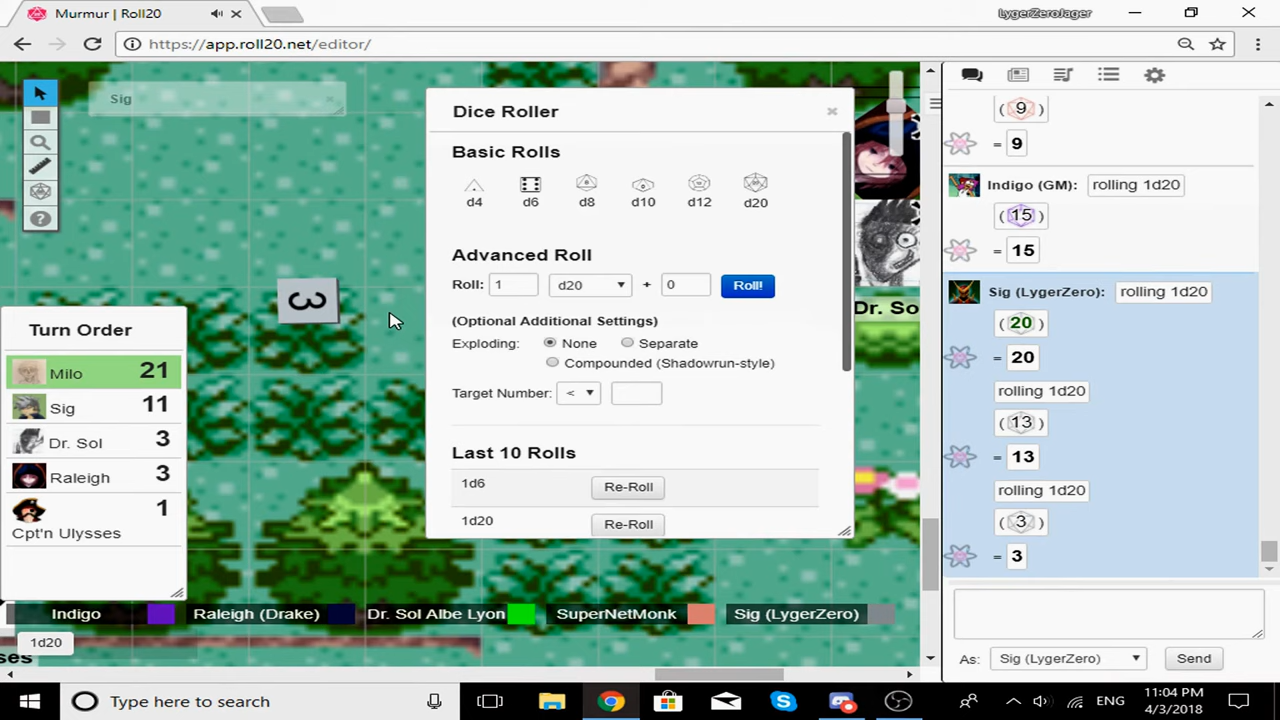 Murmur | Roll20
LygerZeroJager
https://app.roll20.net/editor/
Sig
Dice Roller
Basic Rolls
d4 d6 d8 d10 d12 d20
Advanced Roll
Roll: 1 d20 + 0 Roll!
(Optional Additional Settings)
Exploding: None Separate
Compounded (Shadowrun-style)
Target Number: <
Last 10 Rolls
1d6 Re-Roll
1d20 Re-Roll
3
Turn Order
Milo 21
Sig 11
Dr. Sol 3
Raleigh 3
1
Cpt'n Ulysses
Dr. So
Indigo Raleigh (Drake) Dr. Sol Albe Lyon SuperNetMonk Sig (LygerZero)
1d20
ses
(9)
= 9
Indigo (GM): rolling 1d20
(15)
= 15
Sig (LygerZero): rolling 1d20
(20)
= 20
rolling 1d20
(13)
= 13
rolling 1d20
(3)
= 3
As: Sig (LygerZero) Send
Type here to search
ENG
11:04 PM
4/3/2018